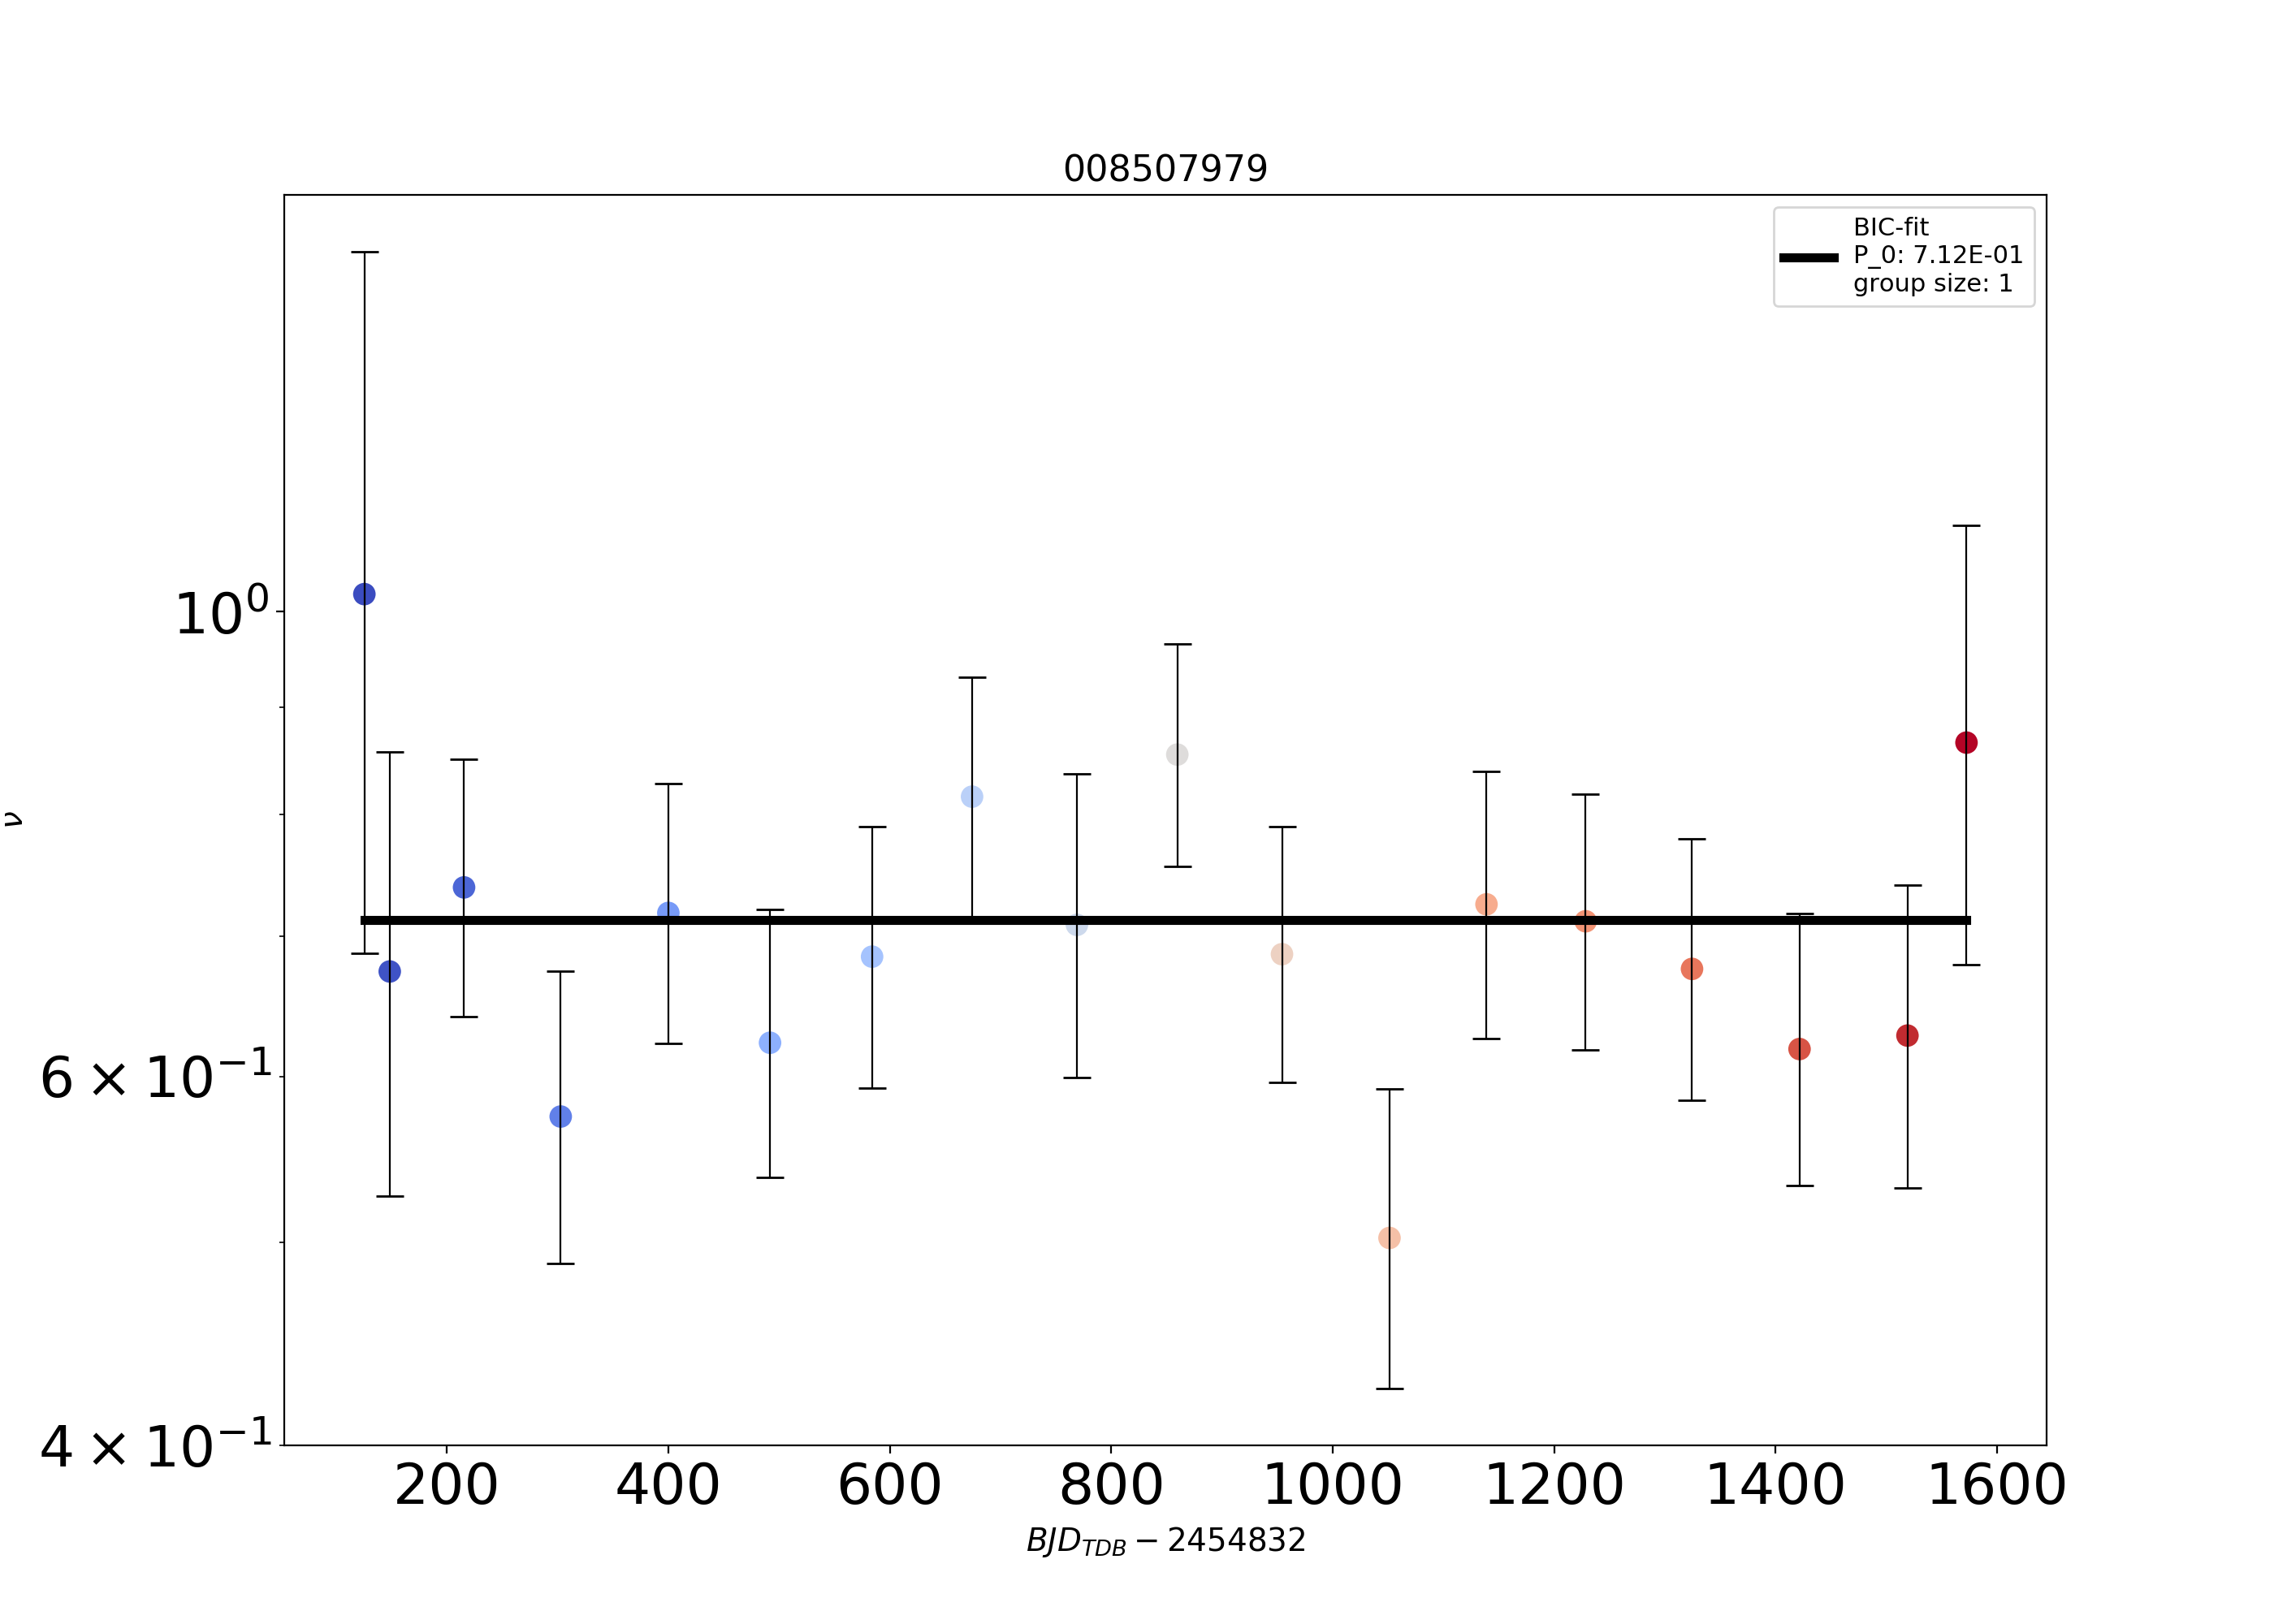 008507979
BIC-fit
P_0: 7.12E-01
group size: 1
10⁰
6 × 10⁻¹
4 × 10⁻¹
ν
200 400 600 800 1000 1200 1400 1600
BJD_TDB − 2454832